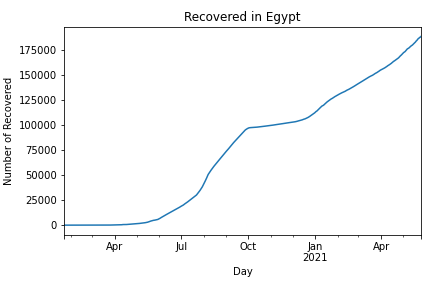 Recovered in Egypt
Number of Recovered
175000
150000
125000
100000
75000
50000
25000
0
Apr
Jul
Oct
Jan
2021
Apr
Day